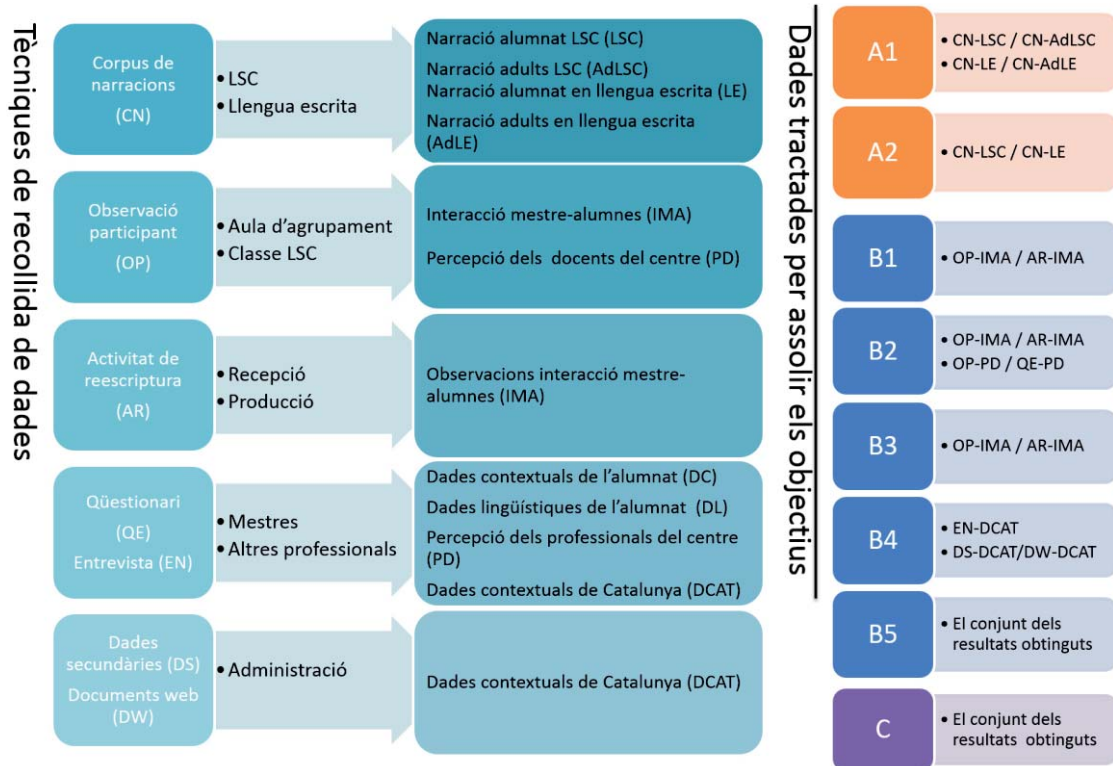 Tècniques de recollida de dades
Corpus de
narracions
(CN)
• LSC
• Llengua escrita
Narració alumnat LSC (LSC)
Narració adults LSC (AdLSC)
Narració alumnat en llengua escrita (LE)
Narració adults en llengua escrita
(AdLE)
Observació
participant
(OP)
• Aula d'agrupament
• Classe LSC
Interacció mestre-alumnes (IMA)
Percepció dels docents del centre (PD)
Activitat de
reescriptura
(AR)
• Recepció
• Producció
Observacions interacció mestre-
alumnes (IMA)
Qüestionari
(QE)
Entrevista (EN)
• Mestres
• Altres professionals
Dades contextuals de l'alumnat (DC)
Dades lingüístiques de l'alumnat (DL)
Percepció dels professionals del centre
(PD)
Dades contextuals de Catalunya (DCAT)
Dades
secundàries (DS)
Documents web
(DW)
• Administració
Dades contextuals de Catalunya (DCAT)
Dades tractades per assolir els objectius
A1
• CN-LSC / CN-AdLSC
• CN-LE / CN-AdLE
A2
• CN-LSC / CN-LE
B1
• OP-IMA / AR-IMA
B2
• OP-IMA / AR-IMA
• OP-PD / QE-PD
B3
• OP-IMA / AR-IMA
B4
• EN-DCAT
• DS-DCAT/DW-DCAT
B5
• El conjunt dels
resultats obtinguts
C
• El conjunt dels
resultats obtinguts